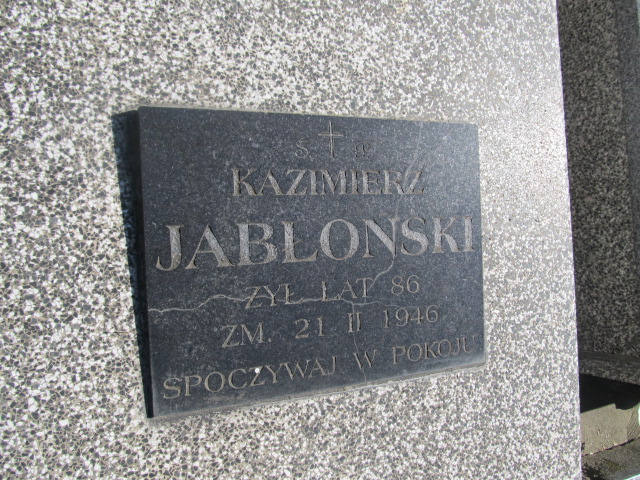 Ś. P.
KAZIMIERZ
JABŁOŃSKI
ŻYŁ LAT 86
ZM. 21 II 1946
SPOCZYWAJ W POKOJU